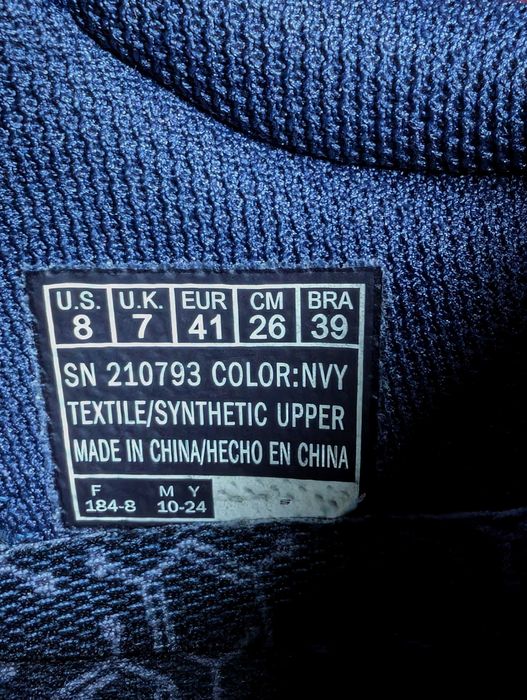 U.S. U.K. EUR CM BRA
8 7 41 26 39
SN 210793 COLOR:NVY
TEXTILE/SYNTHETIC UPPER
MADE IN CHINA/HECHO EN CHINA
F M Y
184-8 10-24